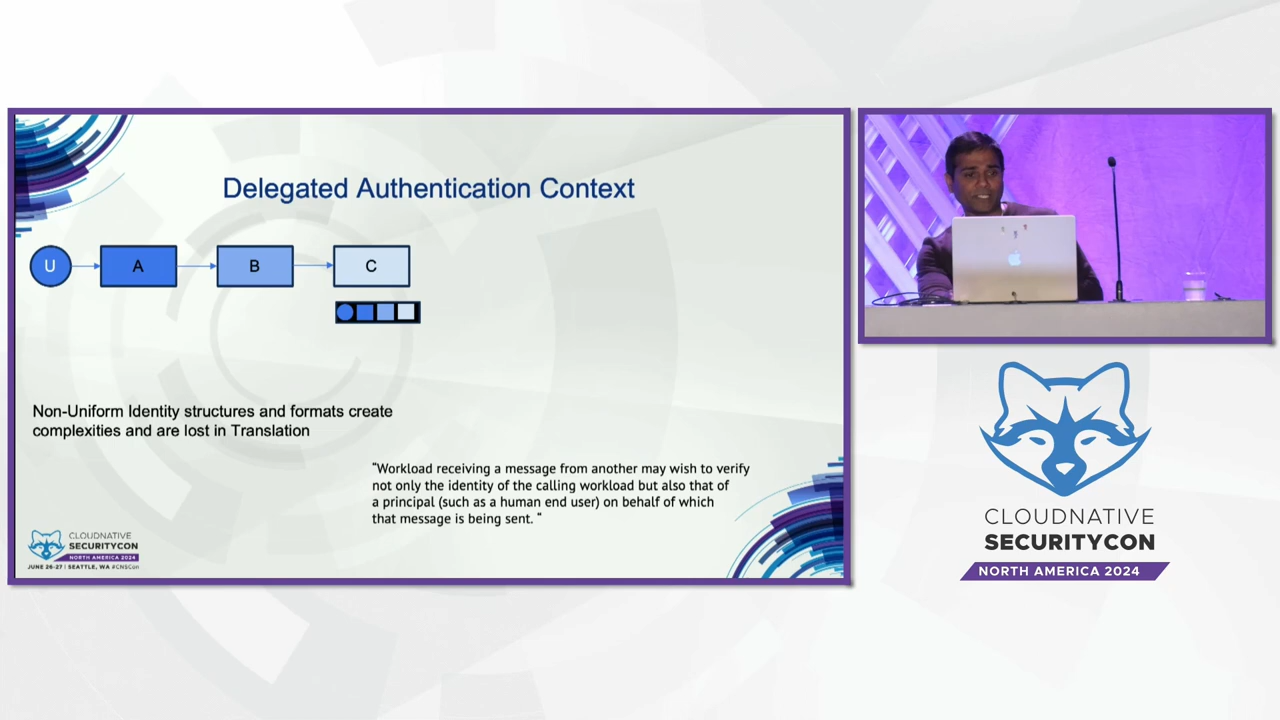 Delegated Authentication Context
U
A
B
C
Non-Uniform Identity structures and formats create
complexities and are lost in Translation
“Workload receiving a message from another may wish to verify
not only the identity of the calling workload but also that of
a principal (such as a human end user) on behalf of which
that message is being sent. “
CLOUDNATIVE
SECURITYCON
NORTH AMERICA 2024
JUNE 26-27 | SEATTLE, WA #CNSCon
CLOUDNATIVE
SECURITYCON
NORTH AMERICA 2024